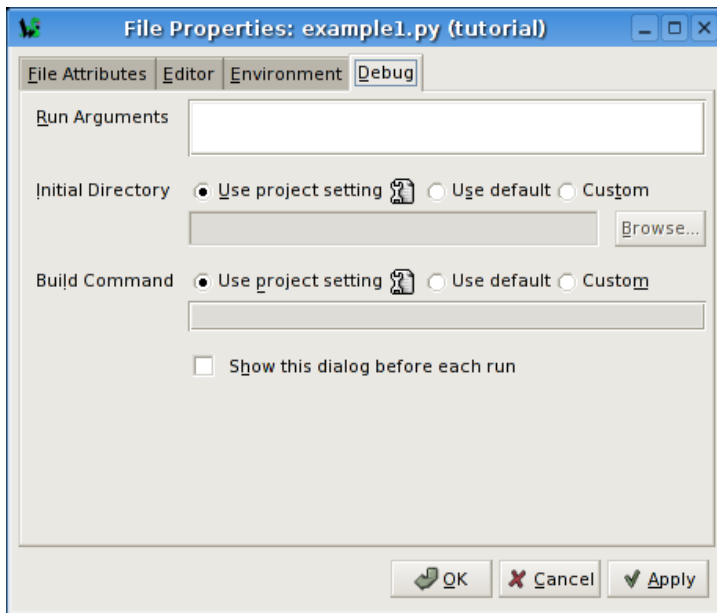 File Properties: example1.py (tutorial)
File Attributes Editor Environment Debug
Run Arguments
Initial Directory Use project setting Use default Custom
Browse...
Build Command Use project setting Use default Custom
Show this dialog before each run
OK Cancel Apply